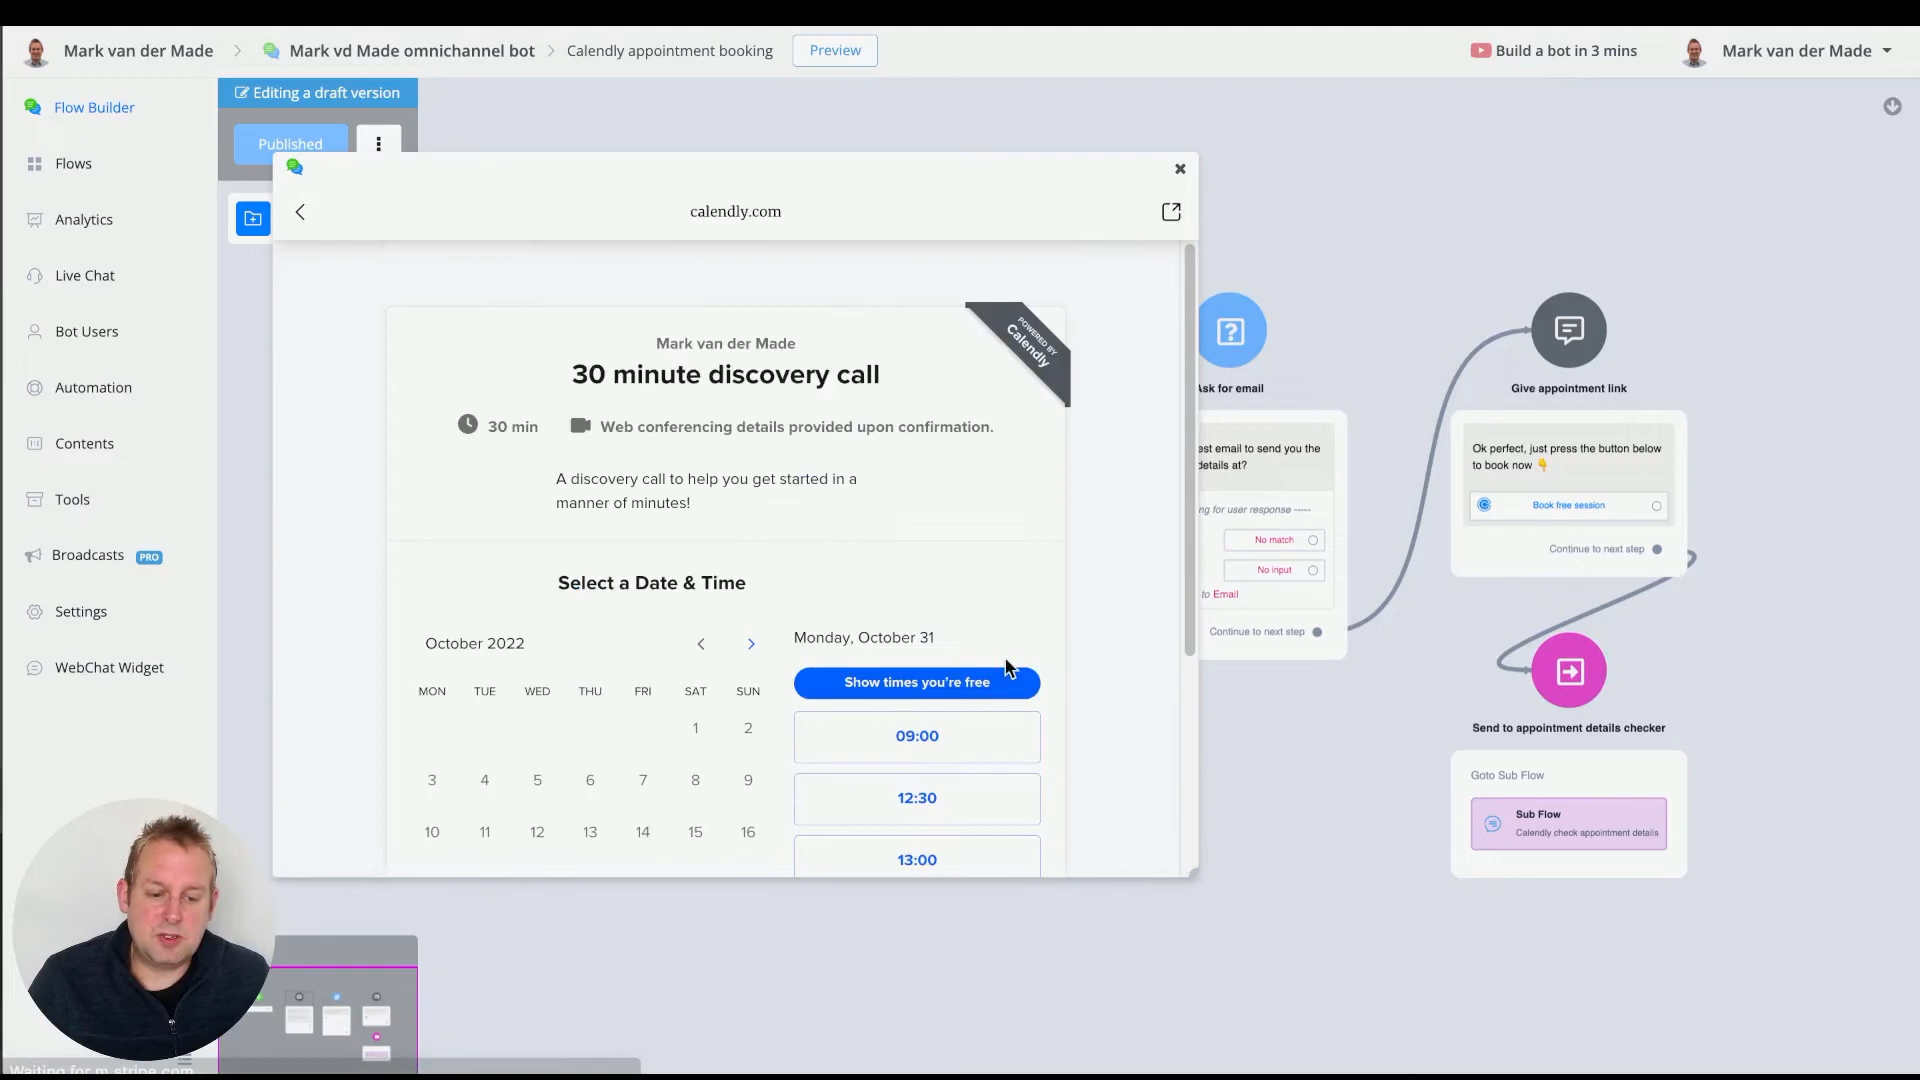 Mark van der Made
Mark vd Made omnichannel bot
Calendly appointment booking
Preview
Build a bot in 3 mins
Mark van der Made
Flow Builder
Flows
Analytics
Live Chat
Bot Users
Automation
Contents
Tools
Broadcasts PRO
Settings
WebChat Widget
Editing a draft version
Published
calendly.com
POWERED BY
Calendly
Mark van der Made
30 minute discovery call
30 min
Web conferencing details provided upon confirmation.
A discovery call to help you get started in a
manner of minutes!
Select a Date & Time
October 2022
MON TUE WED THU FRI SAT SUN
1 2
3 4 5 6 7 8 9
10 11 12 13 14 15 16
Monday, October 31
Show times you're free
09:00
12:30
13:00
Ask for email
est email to send you the
details at?
ng for user response -----
No match
No input
to Email
Continue to next step
Give appointment link
Ok perfect, just press the button below
to book now 👇
Book free session
Continue to next step
Send to appointment details checker
Goto Sub Flow
Sub Flow
Calendly check appointment details
Waiting for m.stripe.com